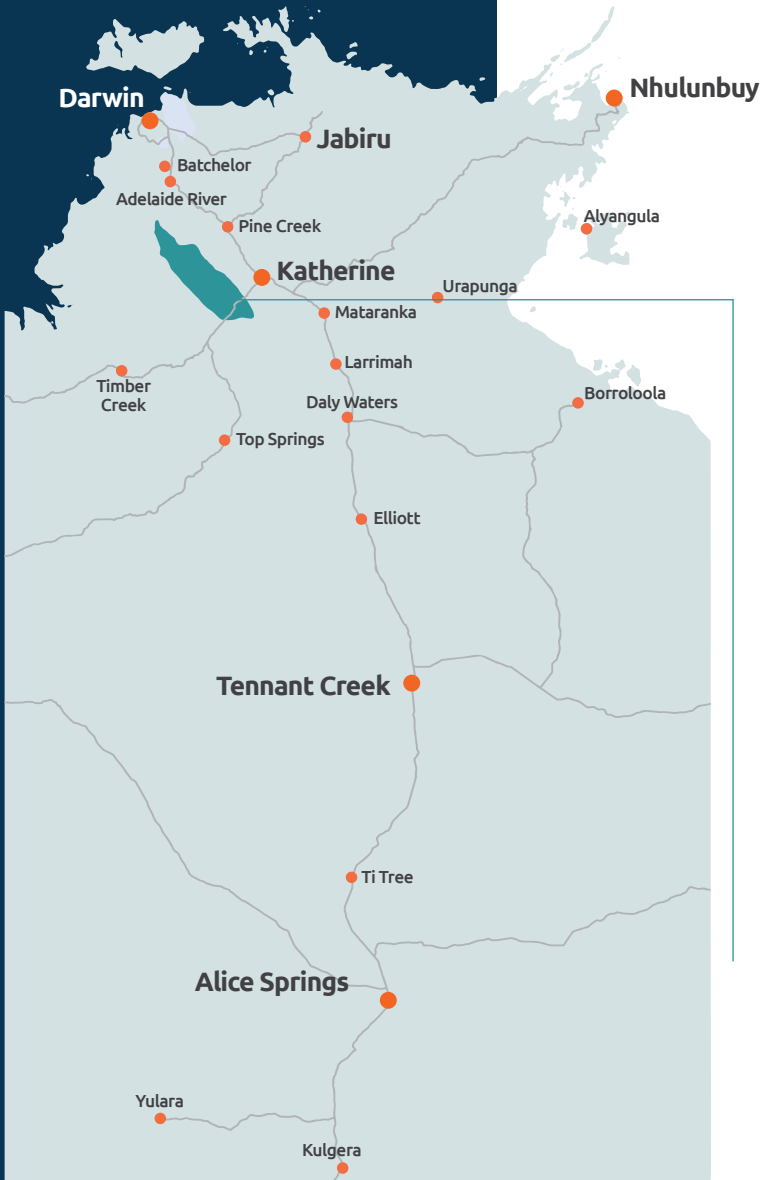 Nhulunbuy
Darwin
Jabiru
Batchelor
Adelaide River
Alyangula
Pine Creek
Katherine
Urapunga
Mataranka
Larrimah
Timber
Creek
Borroloola
Daly Waters
Top Springs
Elliott
Tennant Creek
Ti Tree
Alice Springs
Yulara
Kulgera